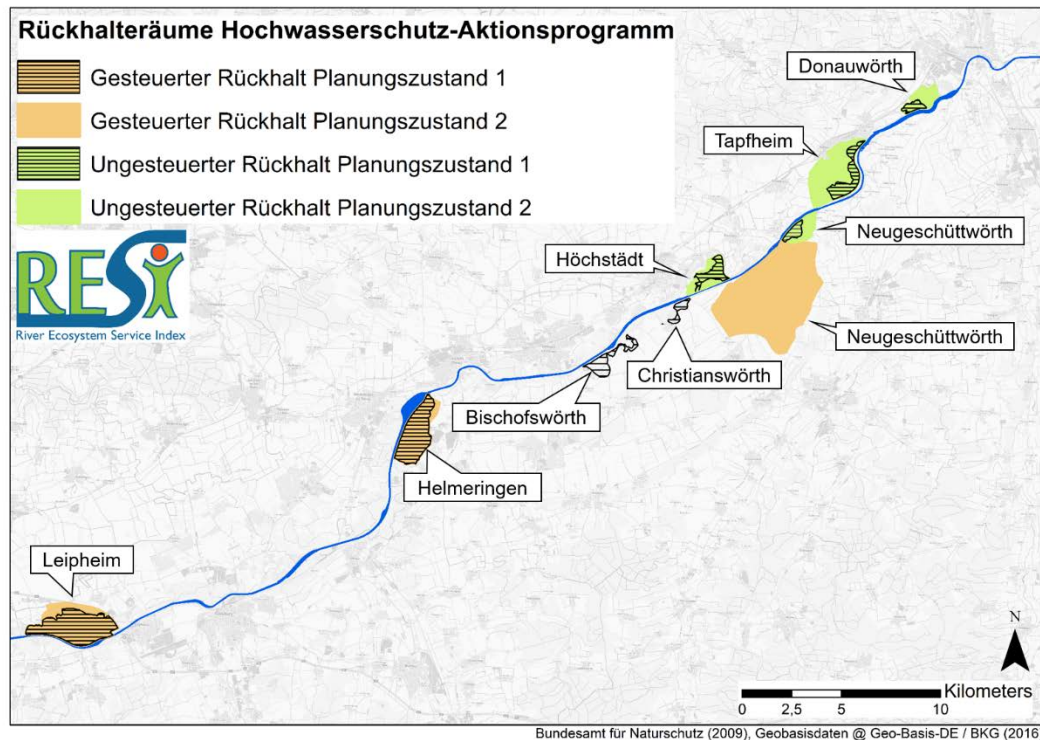 Rückhalteräume Hochwasserschutz-Aktionsprogramm
Gesteuerter Rückhalt Planungszustand 1
Gesteuerter Rückhalt Planungszustand 2
Ungesteuerter Rückhalt Planungszustand 1
Ungesteuerter Rückhalt Planungszustand 2
RESI
River Ecosystem Service Index
Donauwörth
Tapfheim
Neugeschüttwörth
Höchstädt
Neugeschüttwörth
Christianswörth
Bischofswörth
Helmeringen
Leipheim
N
Kilometers
0 2,5 5 10
Bundesamt für Naturschutz (2009), Geobasisdaten @ Geo-Basis-DE / BKG (2016